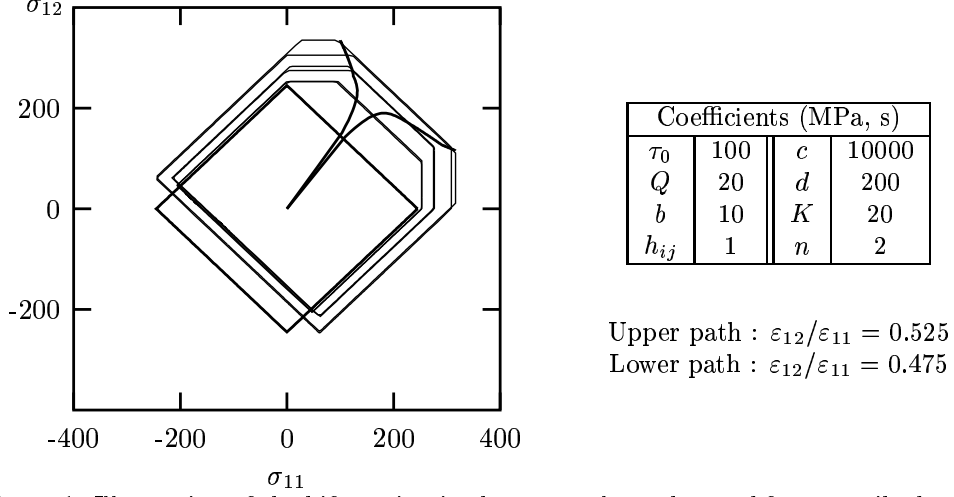 σ12
200
0
-200
-400 -200 0 200 400
σ11
Coefficients (MPa, s)
τ0 100 c 10000
Q 20 d 200
b 10 K 20
hij 1 n 2
Upper path : ε12/ε11 = 0.525
Lower path : ε12/ε11 = 0.475